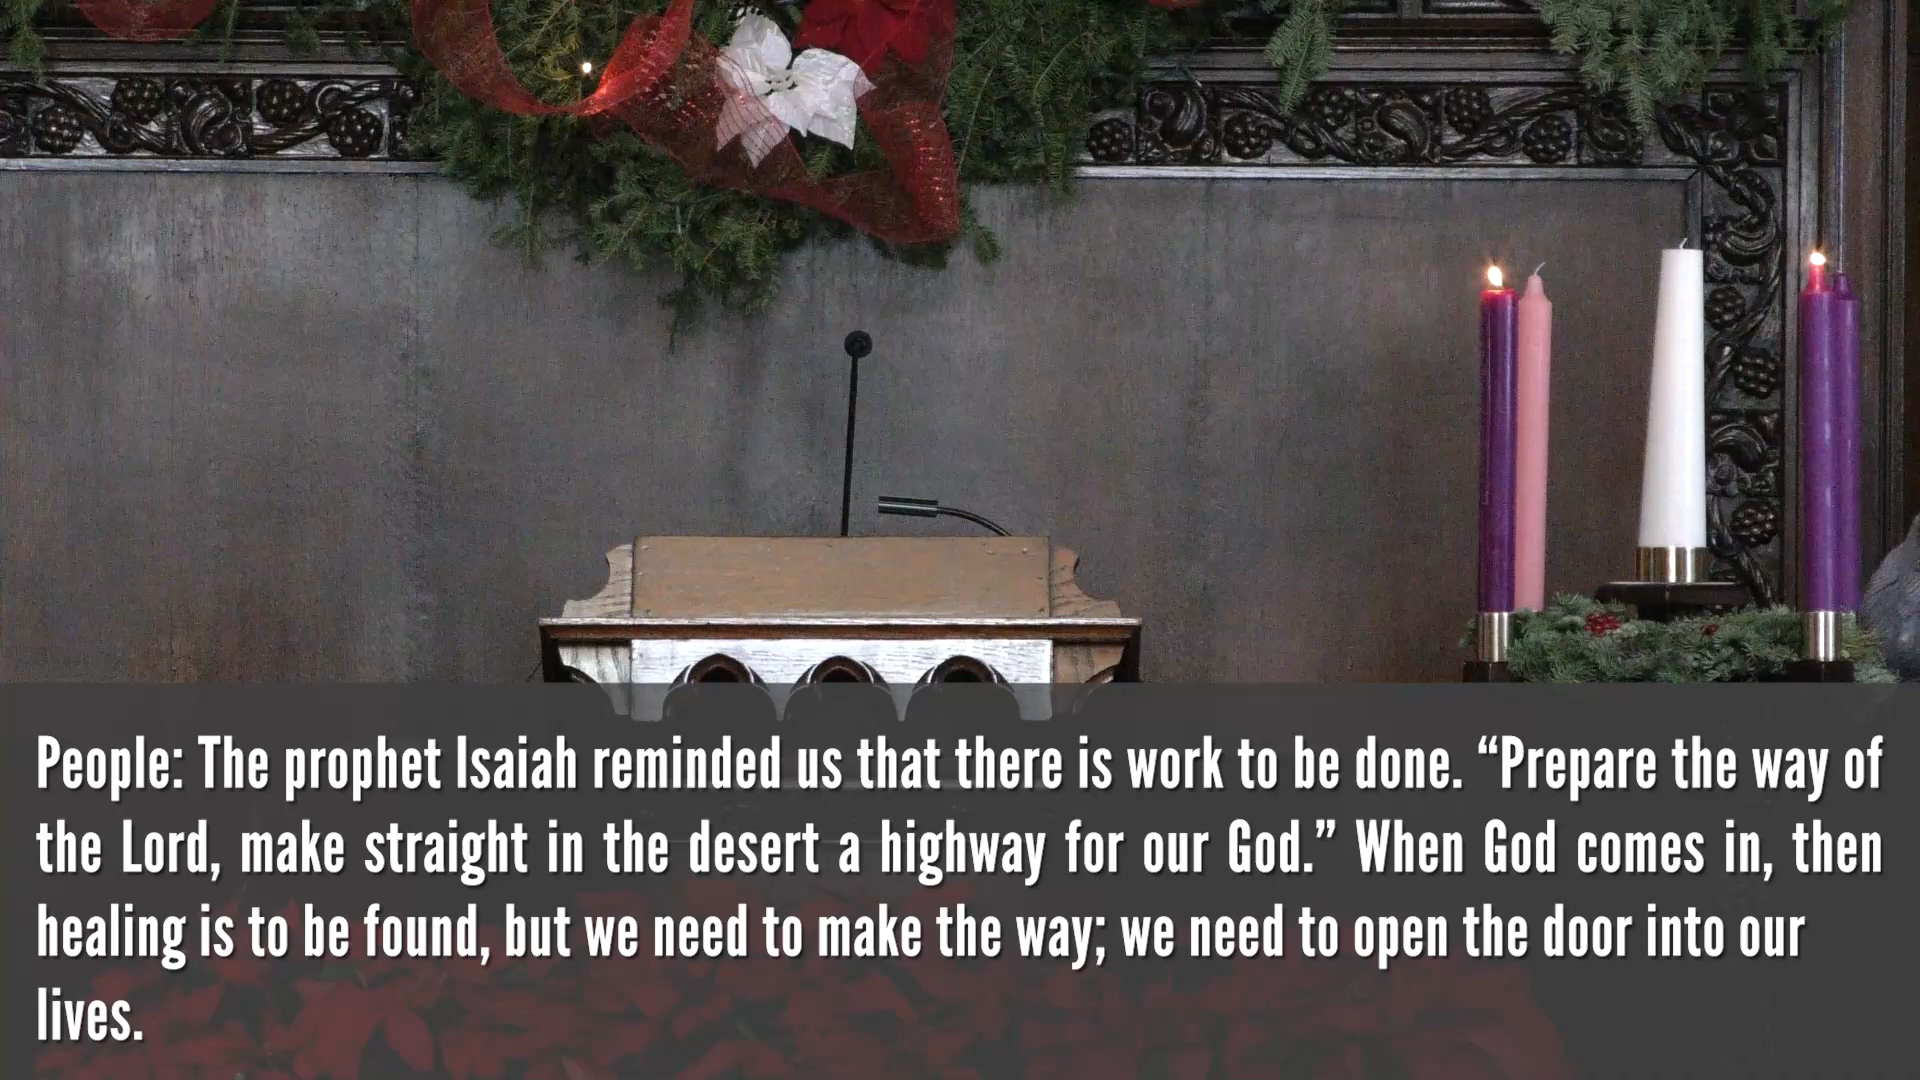 People: The prophet Isaiah reminded us that there is work to be done. “Prepare the way of
the Lord, make straight in the desert a highway for our God.” When God comes in, then
healing is to be found, but we need to make the way; we need to open the door into our
lives.